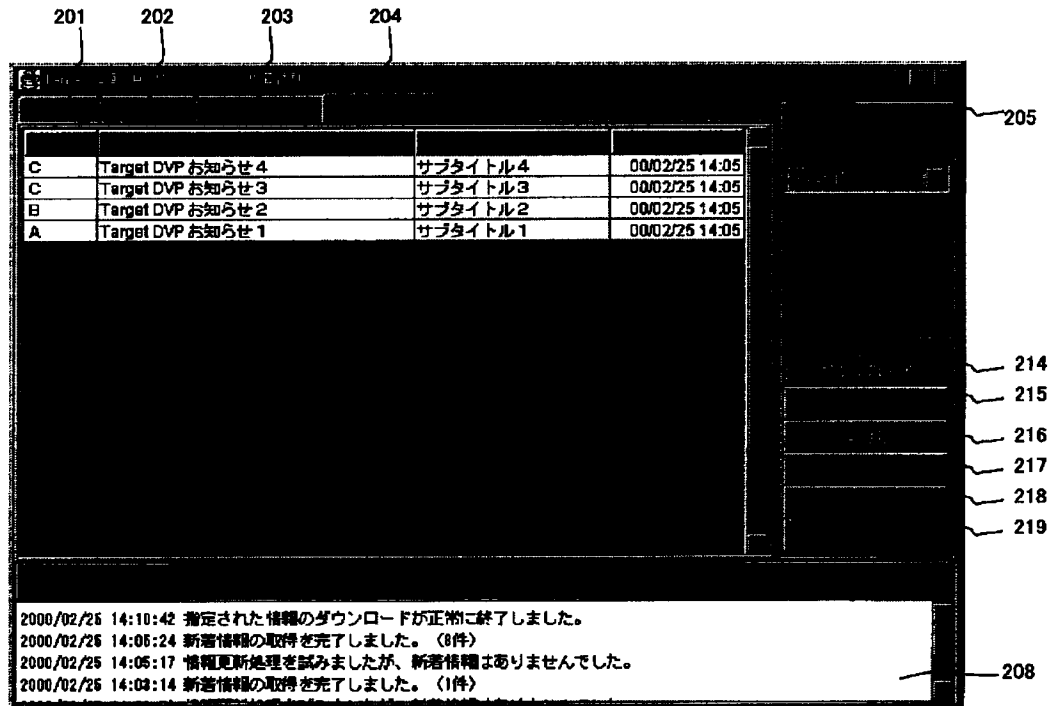 201 202 203 204
205
C Target DVP お知らせ4 サブタイトル4 00/02/25 14:05
C Target DVP お知らせ3 サブタイトル3 00/02/25 14:05
B Target DVP お知らせ2 サブタイトル2 00/02/25 14:05
A Target DVP お知らせ1 サブタイトル1 00/02/25 14:05
214
215
216
217
218
219
2000/02/25 14:10:42 指定された情報のダウンロードが正常に終了しました。
2000/02/25 14:05:24 新着情報の取得を完了しました。〈8件〉
2000/02/25 14:05:17 情報更新処理を試みましたが、新着情報はありませんでした。
2000/02/25 14:03:14 新着情報の取得を完了しました。〈1件〉
208